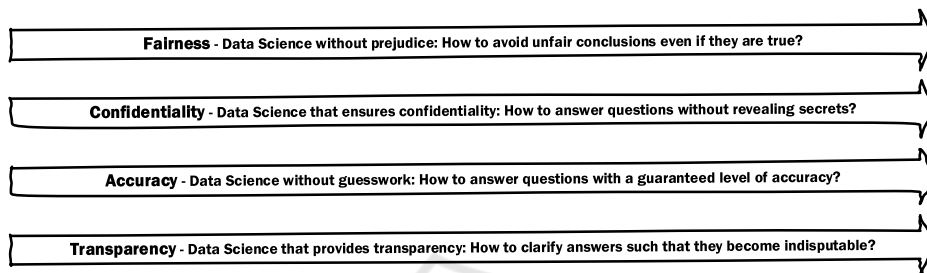 Fairness - Data Science without prejudice: How to avoid unfair conclusions even if they are true?
Confidentiality - Data Science that ensures confidentiality: How to answer questions without revealing secrets?
Accuracy - Data Science without guesswork: How to answer questions with a guaranteed level of accuracy?
Transparency - Data Science that provides transparency: How to clarify answers such that they become indisputable?